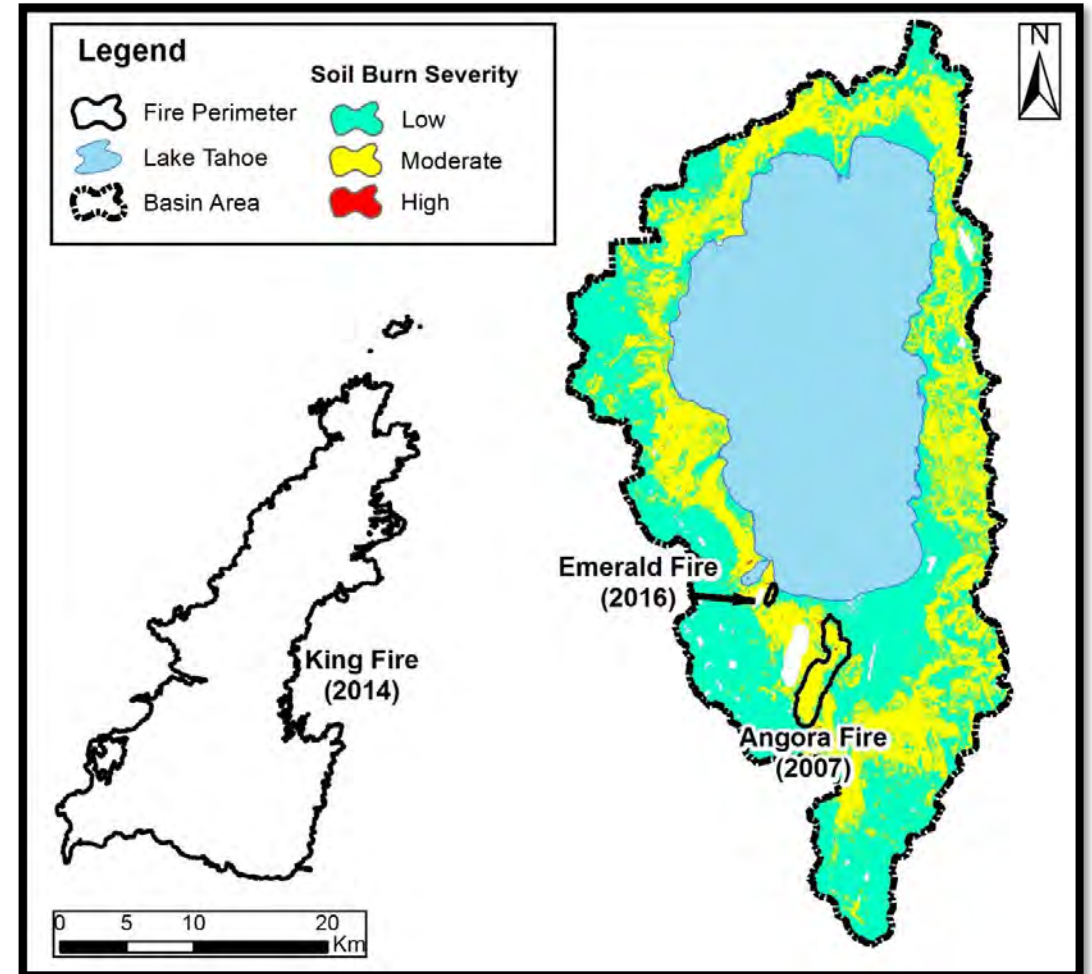 Legend
Fire Perimeter
Lake Tahoe
Basin Area
Soil Burn Severity
Low
Moderate
High
N
Emerald Fire
(2016)
King Fire
(2014)
Angora Fire
(2007)
0 5 10 20
Km